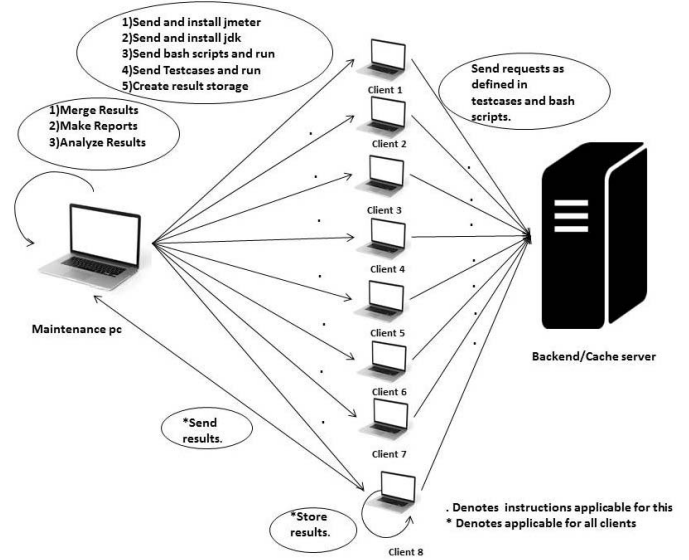 1)Send and install jmeter
2)Send and install jdk
3)Send bash scripts and run
4)Send Testcases and run
5)Create result storage
1)Merge Results
2)Make Reports
3)Analyze Results
Send requests as
defined in
testcases and bash
scripts.
Client 1
Client 2
Client 3
Client 4
Client 5
Client 6
Client 7
Client 8
Maintenance pc
Backend/Cache server
*Send
results.
*Store
results.
. Denotes instructions applicable for this
* Denotes applicable for all clients